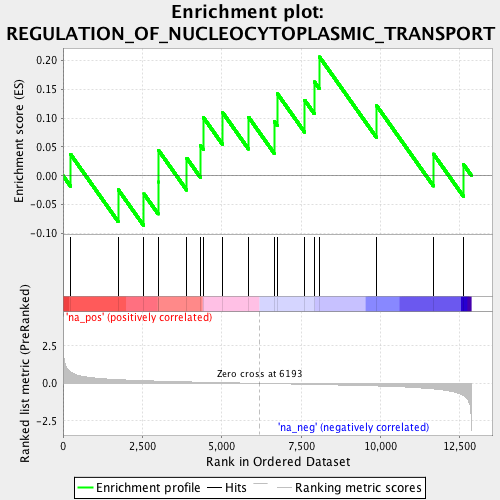 Enrichment plot:
REGULATION_OF_NUCLEOCYTOPLASMIC_TRANSPORT
Enrichment score (ES)
0.20
0.15
0.10
0.05
0.00
-0.05
-0.10
'na_pos' (positively correlated)
Ranked list metric (PreRanked)
2.5
0.0
-2.5
Zero cross at 6193
'na_neg' (negatively correlated)
0
2,500
5,000
7,500
10,000
12,500
Rank in Ordered Dataset
Enrichment profile
Hits
Ranking metric scores